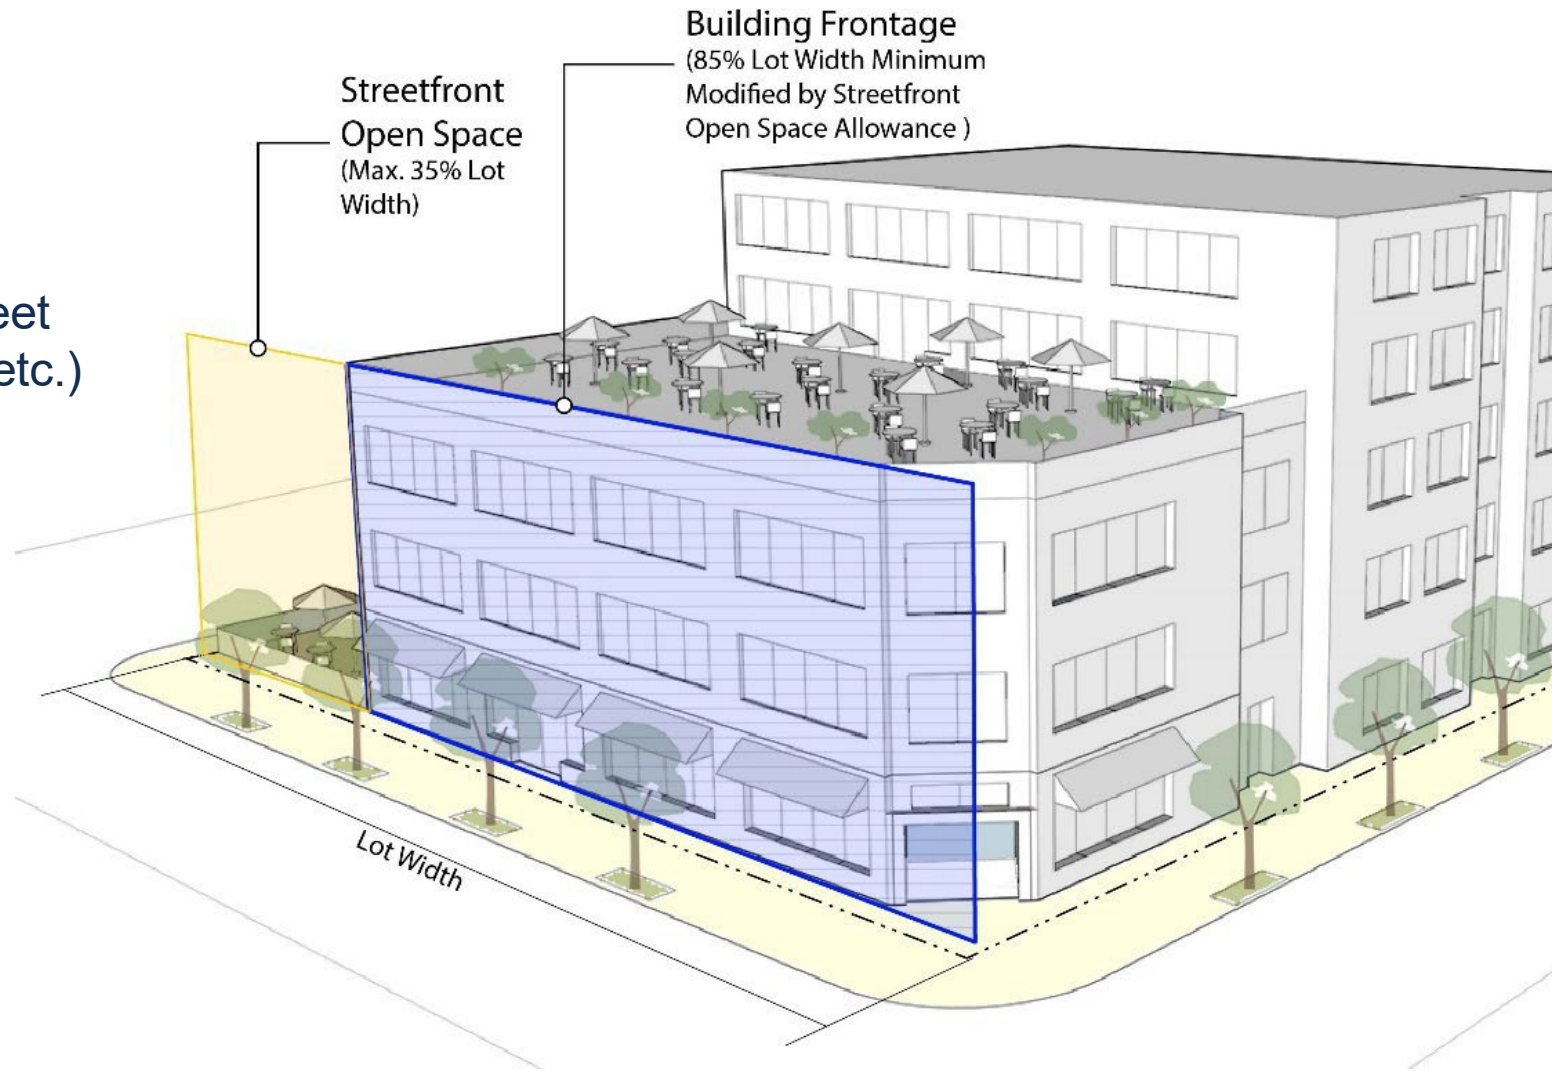 Building Frontage
(85% Lot Width Minimum
Modified by Streetfront
Open Space Allowance )
Streetfront
Open Space
(Max. 35% Lot
Width)
etc.)
Lot Width